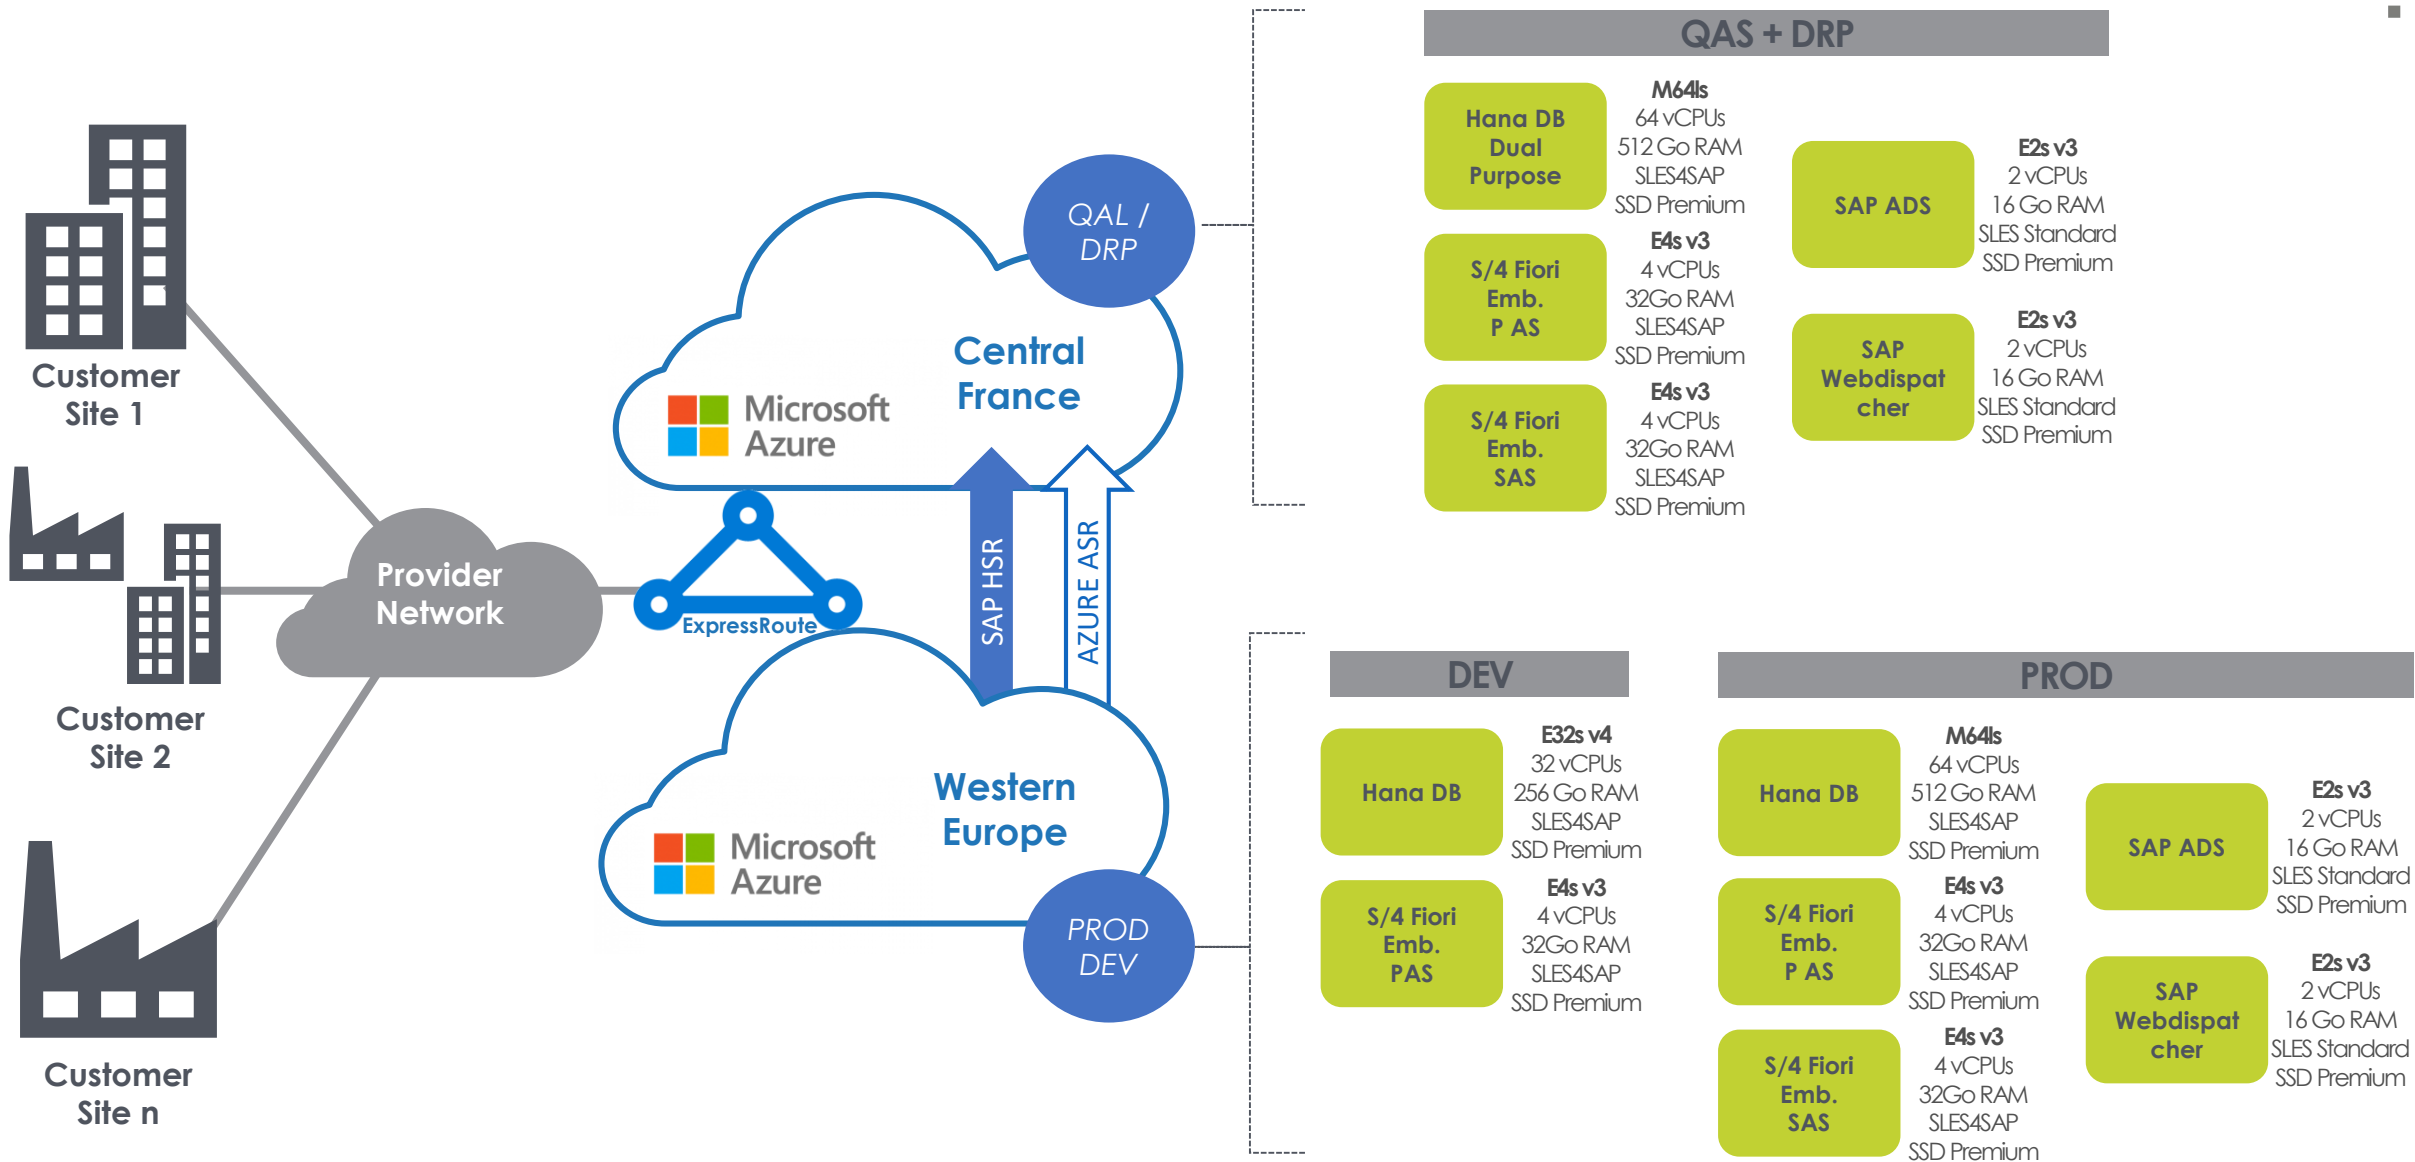 Customer
Site 1
Customer
Site 2
Customer
Site n
Provider
Network
ExpressRoute
QAL /
DRP
Central
France
Microsoft
Azure
SAP HSR
AZURE ASR
Western
Europe
Microsoft
Azure
PROD
DEV
QAS + DRP
Hana DB
Dual
Purpose
M64ls
64 vCPUs
512 Go RAM
SLES4SAP
SSD Premium
S/4 Fiori
Emb.
P AS
E4s v3
4 vCPUs
32Go RAM
SLES4SAP
SSD Premium
S/4 Fiori
Emb.
SAS
E4s v3
4 vCPUs
32Go RAM
SLES4SAP
SSD Premium
SAP ADS
E2s v3
2 vCPUs
16 Go RAM
SLES Standard
SSD Premium
SAP
Webdispat
cher
E2s v3
2 vCPUs
16 Go RAM
SLES Standard
SSD Premium
DEV
Hana DB
E32s v4
32 vCPUs
256 Go RAM
SLES4SAP
SSD Premium
S/4 Fiori
Emb.
PAS
E4s v3
4 vCPUs
32Go RAM
SLES4SAP
SSD Premium
PROD
Hana DB
M64ls
64 vCPUs
512 Go RAM
SLES4SAP
SSD Premium
S/4 Fiori
Emb.
P AS
E4s v3
4 vCPUs
32Go RAM
SLES4SAP
SSD Premium
S/4 Fiori
Emb.
SAS
E4s v3
4 vCPUs
32Go RAM
SLES4SAP
SSD Premium
SAP ADS
E2s v3
2 vCPUs
16 Go RAM
SLES Standard
SSD Premium
SAP
Webdispat
cher
E2s v3
2 vCPUs
16 Go RAM
SLES Standard
SSD Premium